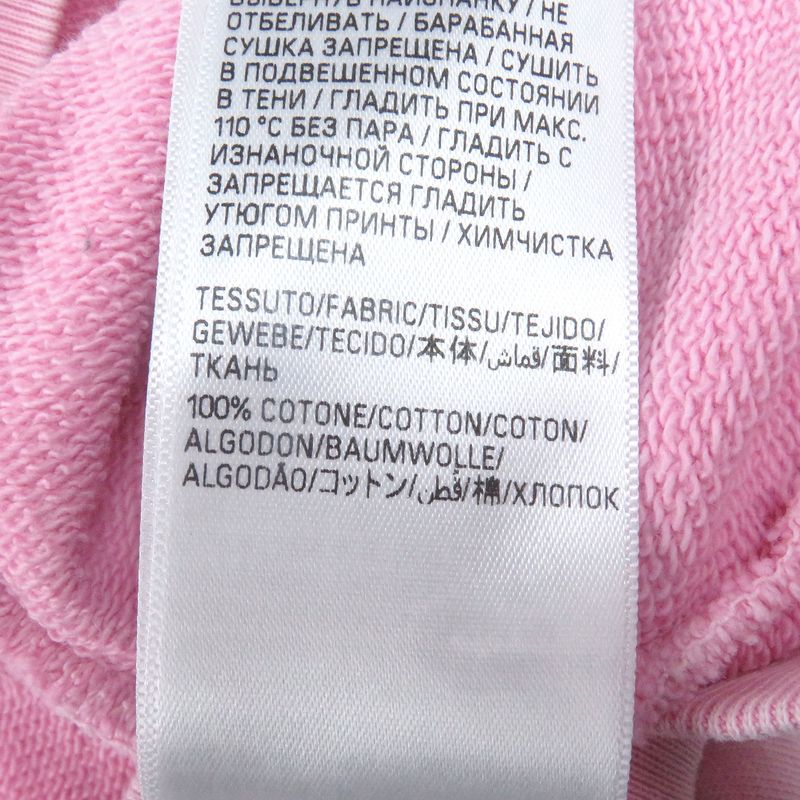 НЕ
ОТБЕЛИВАТЬ / БАРАБАННАЯ
СУШКА ЗАПРЕЩЕНА / СУШИТЬ
В ПОДВЕШЕННОМ СОСТОЯНИИ
В ТЕНИ / ГЛАДИТЬ ПРИ МАКС.
110 °C БЕЗ ПАРА / ГЛАДИТЬ С
ИЗНАНОЧНОЙ СТОРОНЫ /
ЗАПРЕЩАЕТСЯ ГЛАДИТЬ
УТЮГОМ ПРИНТЫ / ХИМЧИСТКА
ЗАПРЕЩЕНА
TESSUTO/FABRIC/TISSU/TEJIDO/
GEWEBE/TECIDO/本体/قماش/面料/
ТКАНЬ
100% COTONE/COTTON/COTON/
ALGODON/BAUMWOLLE/
ALGODÃO/コットン/قطن/棉/ХЛОПОК